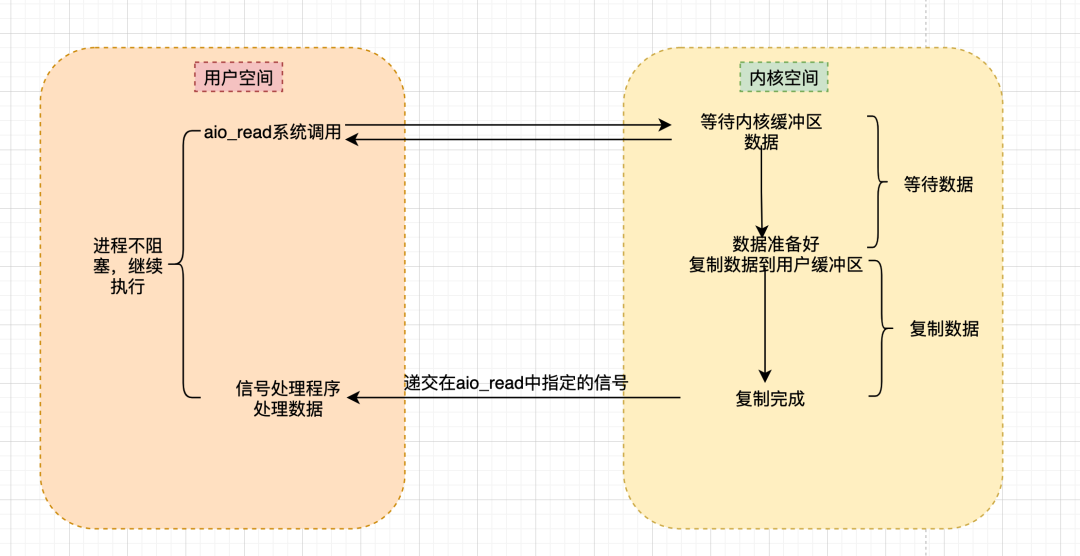 用户空间
内核空间
aio_read系统调用
等待内核缓冲区
数据
等待数据
进程不阻
塞，继续
执行
数据准备好
复制数据到用户缓冲区
复制数据
递交在aio_read中指定的信号
信号处理程序
处理数据
复制完成